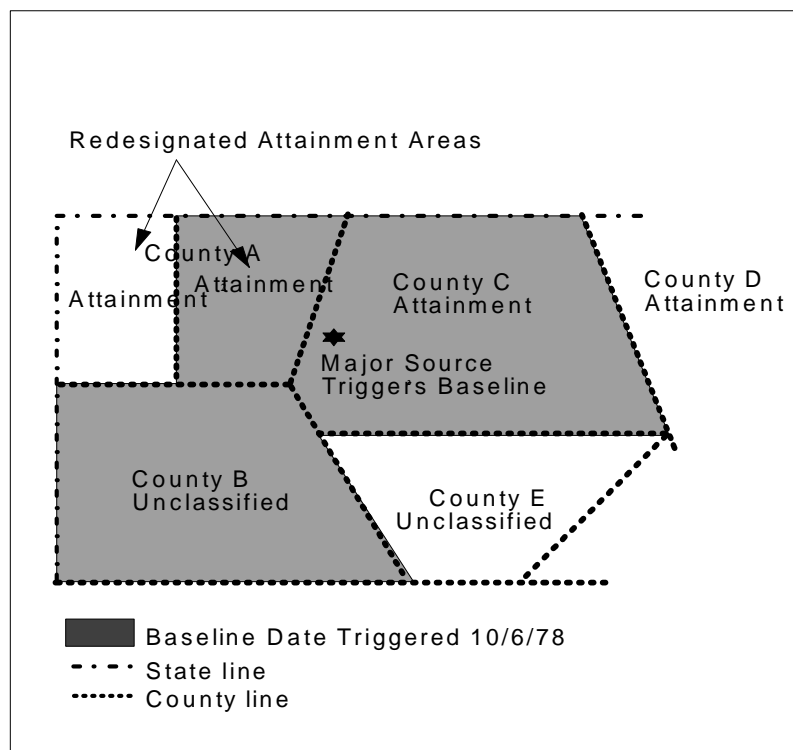 Redesignated Attainment Areas
County A
Attainment
Attainment
County C
Attainment
County D
Attainment
Major Source
Triggers Baseline
County B
Unclassified
County E
Unclassified
Baseline Date Triggered 10/6/78
State line
County line